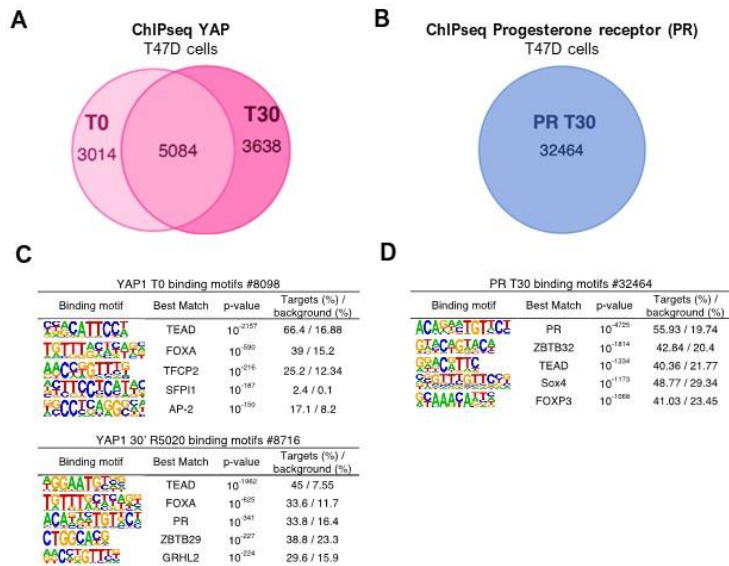 A
ChIPseq YAP
T47D cells
T0
3014
5084
T30
3638
B
ChIPseq Progesterone receptor (PR)
T47D cells
PR T30
32464
C
YAP1 T0 binding motifs #8098
Binding motif Best Match p-value Targets (%) / background (%)
TEAD 10⁻²¹⁵⁷ 66.4 / 16.88
FOXA 10⁻⁵⁹⁰ 39 / 15.2
TFCP2 10⁻²¹⁶ 25.2 / 12.34
SFPI1 10⁻¹⁸⁷ 2.4 / 0.1
AP-2 10⁻¹⁵⁰ 17.1 / 8.2
YAP1 30' R5020 binding motifs #8716
Binding motif Best Match p-value Targets (%) / background (%)
TEAD 10⁻¹⁹⁶² 45 / 7.55
FOXA 10⁻⁶²⁵ 33.6 / 11.7
PR 10⁻³⁴¹ 33.8 / 16.4
ZBTB29 10⁻²²⁷ 38.8 / 23.3
GRHL2 10⁻²²⁴ 29.6 / 15.9
D
PR T30 binding motifs #32464
Binding motif Best Match p-value Targets (%) / background (%)
PR 10⁻⁴⁷²⁵ 55.93 / 19.74
ZBTB32 10⁻¹⁸¹⁴ 42.84 / 20.4
TEAD 10⁻¹³³⁴ 40.36 / 21.77
Sox4 10⁻¹¹⁷³ 48.77 / 29.34
FOXP3 10⁻¹⁰⁶⁸ 41.03 / 23.45